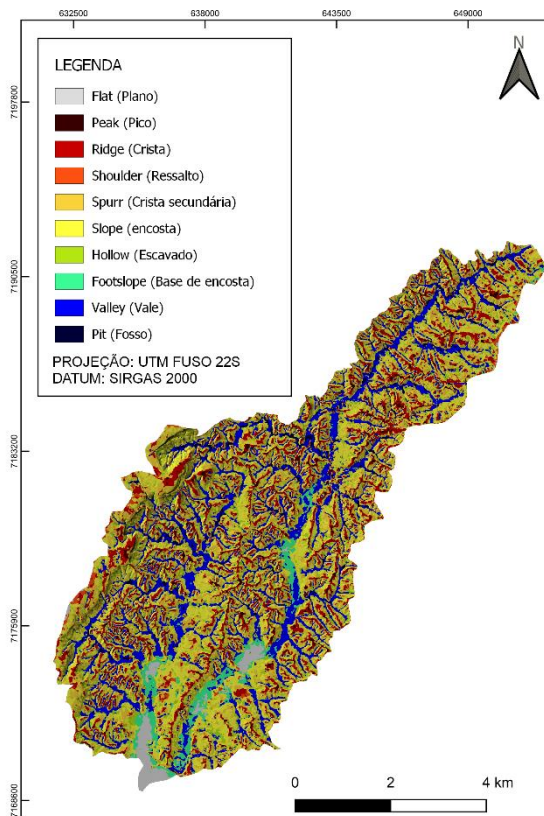 632500 638000 643500 649000
N
LEGENDA
Flat (Plano)
Peak (Pico)
Ridge (Crista)
Shoulder (Ressalto)
Spurr (Crista secundária)
Slope (encosta)
Hollow (Escavado)
Footslope (Base de encosta)
Valley (Vale)
Pit (Fosso)
PROJEÇÃO: UTM FUSO 22S
DATUM: SIRGAS 2000
7197800
7190500
7183200
7175900
7168600
0 2 4 km